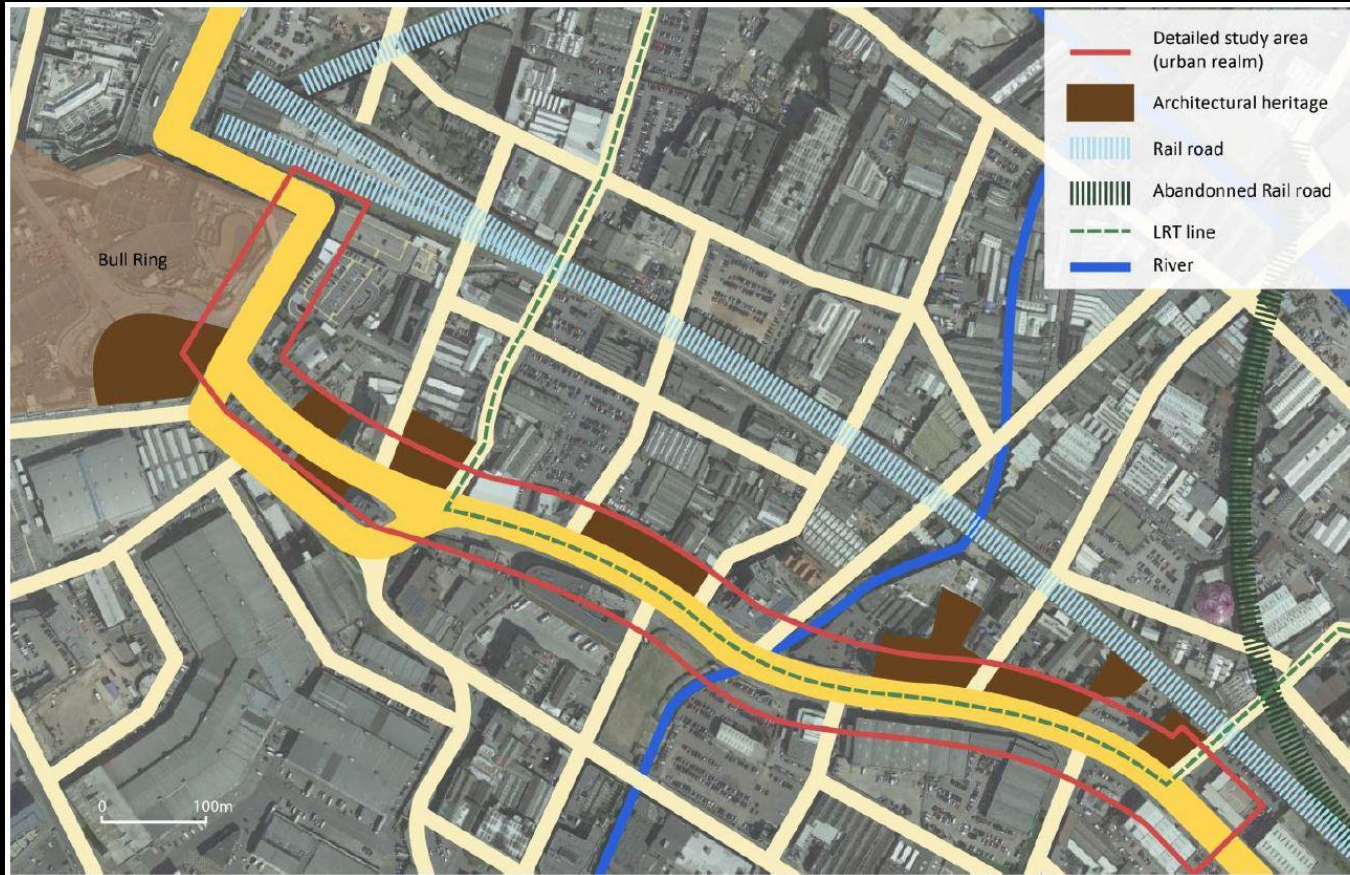 Detailed study area
(urban realm)
Architectural heritage
Rail road
Abandonned Rail road
LRT line
River
Bull Ring
0 100m